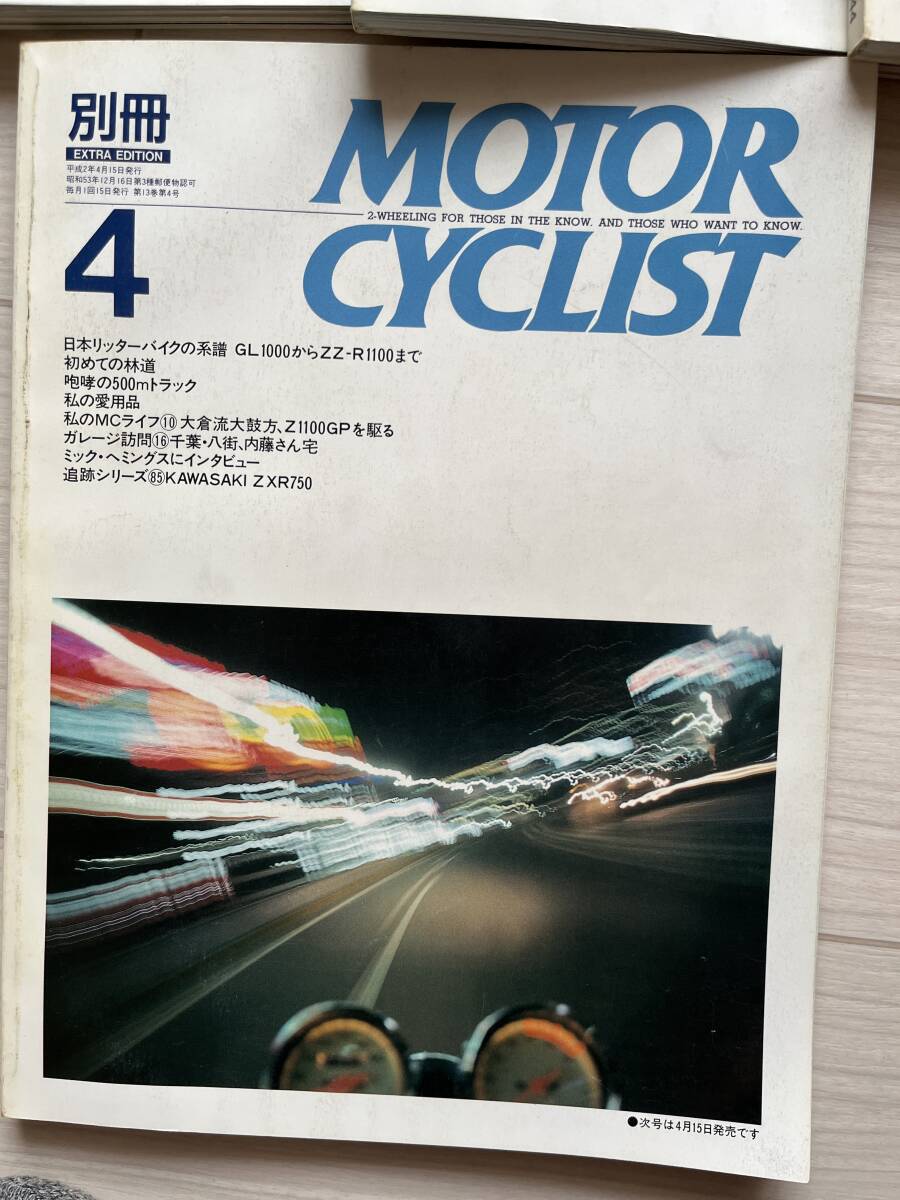 別冊
EXTRA EDITION
平成2年4月15日発行
昭和53年12月16日第3種郵便物認可
毎月1回15日発行 第13巻第4号
4
MOTOR
2-WHEELING FOR THOSE IN THE KNOW. AND THOSE WHO WANT TO KNOW.
CYCLIST
日本リッターバイクの系譜 GL1000からZZ-R1100まで
初めての林道
咆哮の500mトラック
私の愛用品
私のMCライフ⑩大倉流大鼓方、Z1100GPを駆る
ガレージ訪問⑯千葉・八街、内藤さん宅
ミック・ヘミングスにインタビュー
追跡シリーズ85KAWASAKI ZXR750
●次号は4月15日発売です